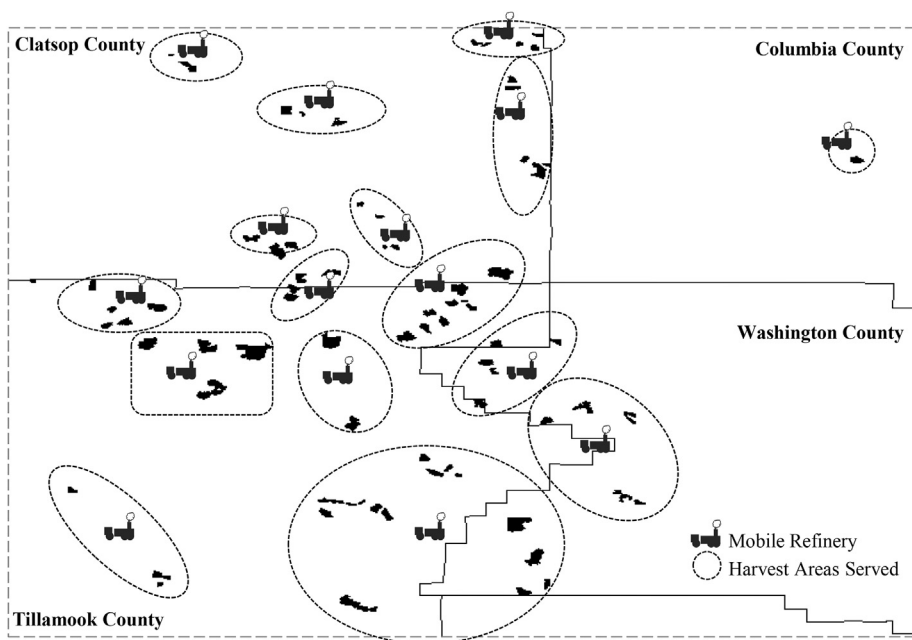 Clatsop County
Columbia County
Washington County
Mobile Refinery
Harvest Areas Served
Tillamook County